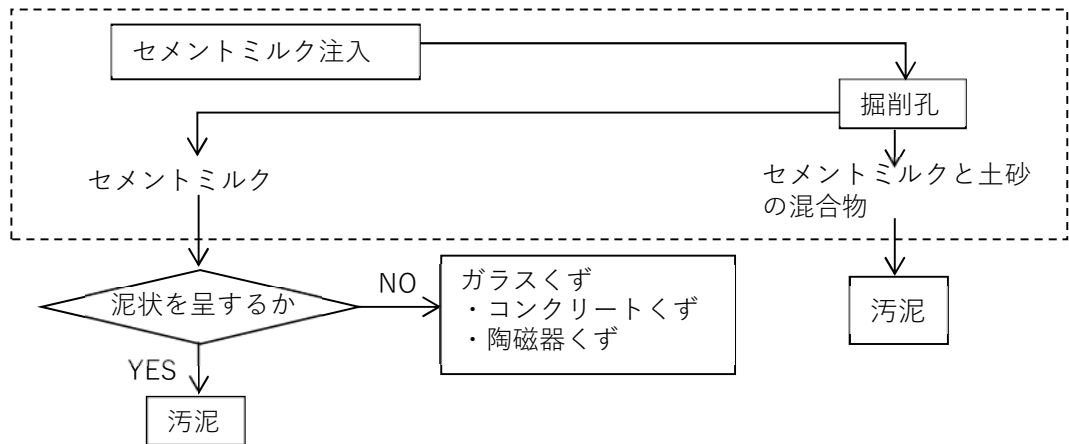 セメントミルク注入
掘削孔
セメントミルク
セメントミルクと土砂
の混合物
泥状を呈するか
NO
ガラスくず
・コンクリートくず
・陶磁器くず
汚泥
YES
汚泥